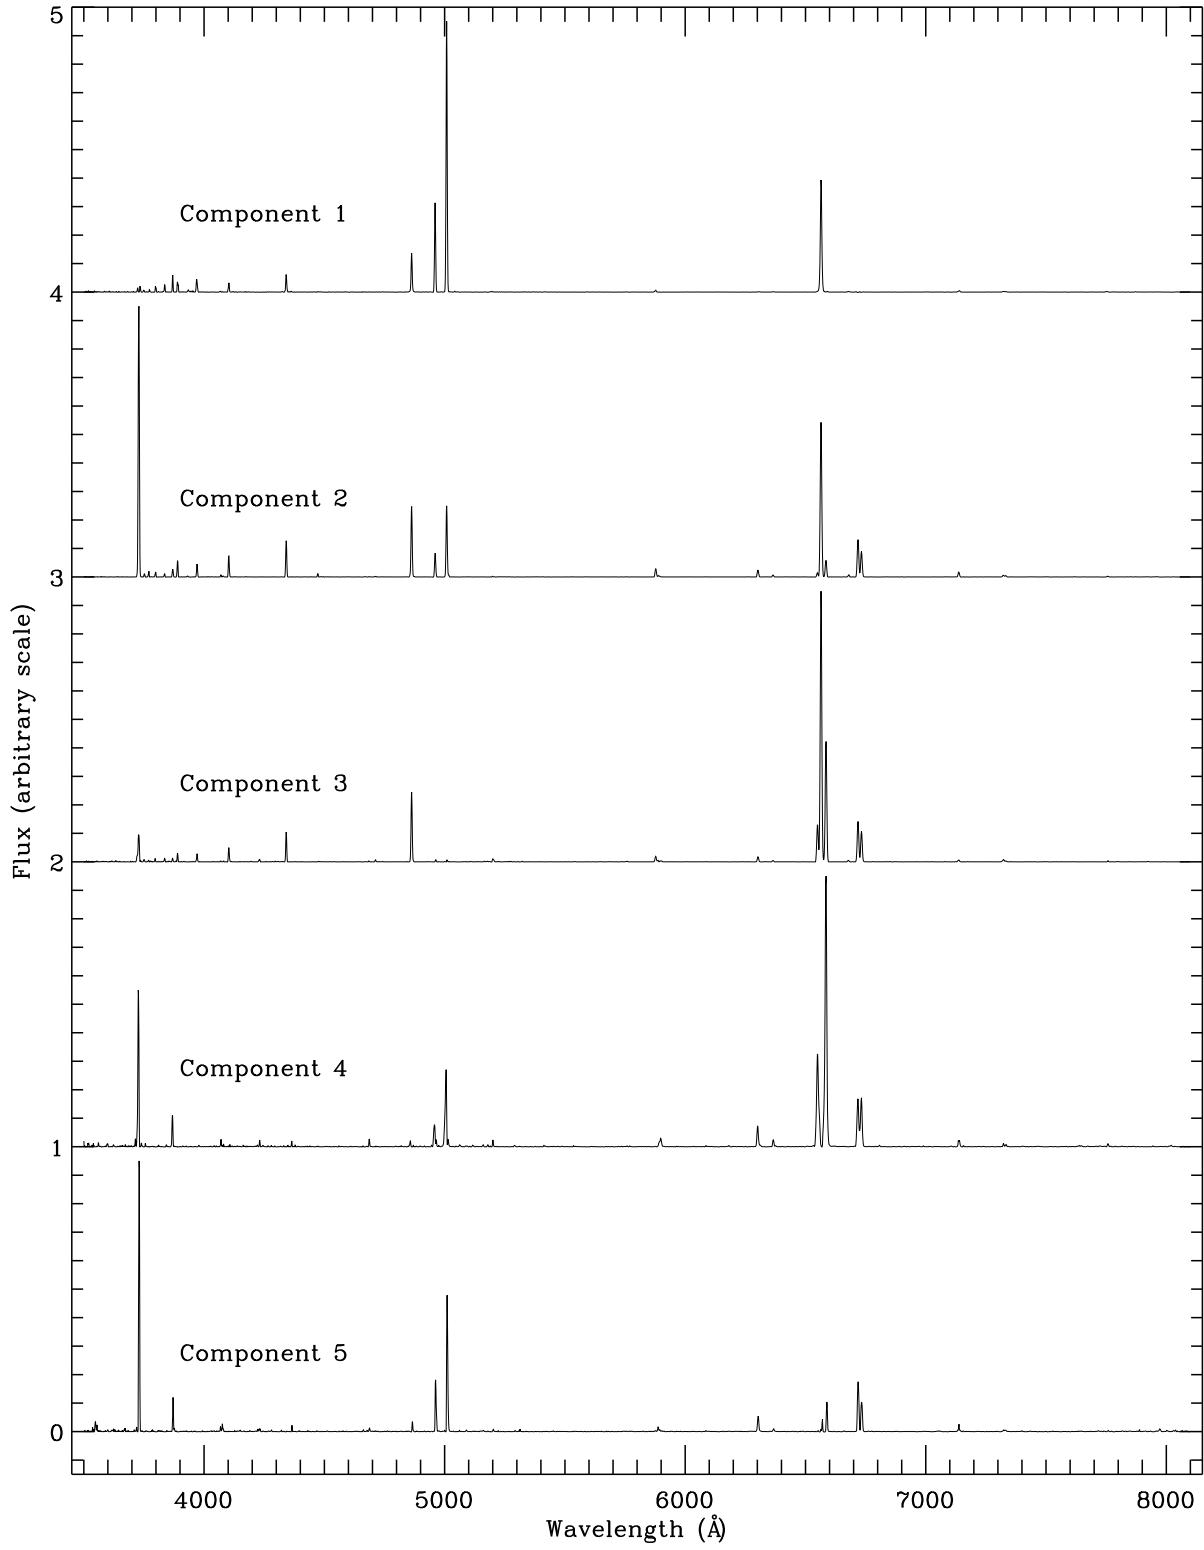 5
Component 1
4
Component 2
3
Component 3
2
Component 4
1
Component 5
0
Flux (arbitrary scale)
4000 5000 6000 7000 8000
Wavelength (Å)